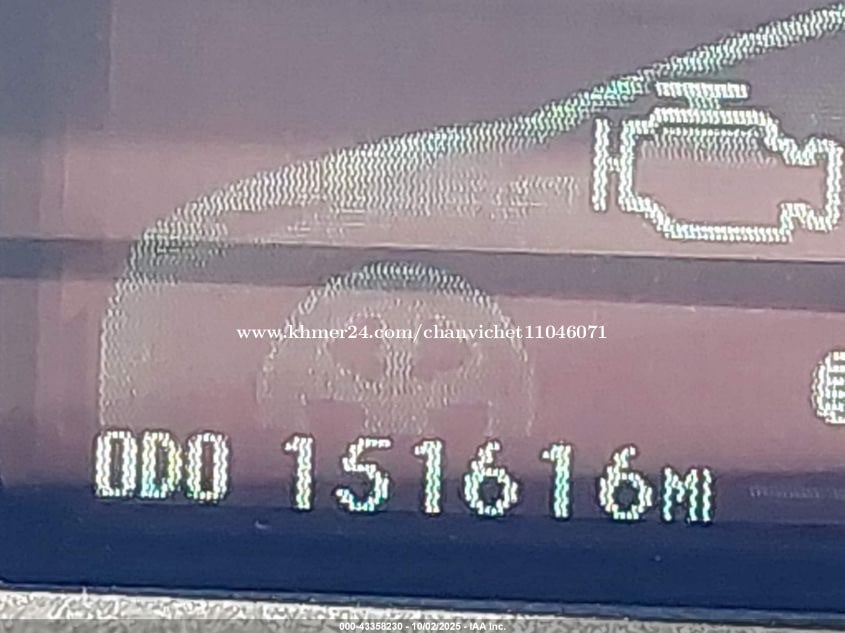 www.khmer24.com/chanvichet11046071
ODO 151616MI
000-43358230 - 10/02/2025 - IAA Inc.